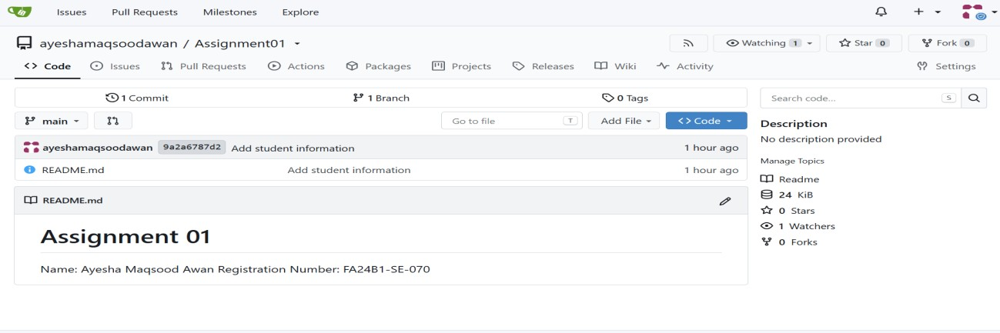 Issues Pull Requests Milestones Explore
ayeshamaqsoodawan / Assignment01 Watching 1 Star 0 Fork 0
Code Issues Pull Requests Actions Packages Projects Releases Wiki Activity Settings
1 Commit 1 Branch 0 Tags
Search code... S
main Go to file T Add File Code
Description
No description provided
ayeshamaqsoodawan 9a2a6787d2 Add student information 1 hour ago
README.md Add student information 1 hour ago
Manage Topics
Readme
24 KiB
0 Stars
1 Watchers
0 Forks
README.md
Assignment 01
Name: Ayesha Maqsood Awan Registration Number: FA24B1-SE-070